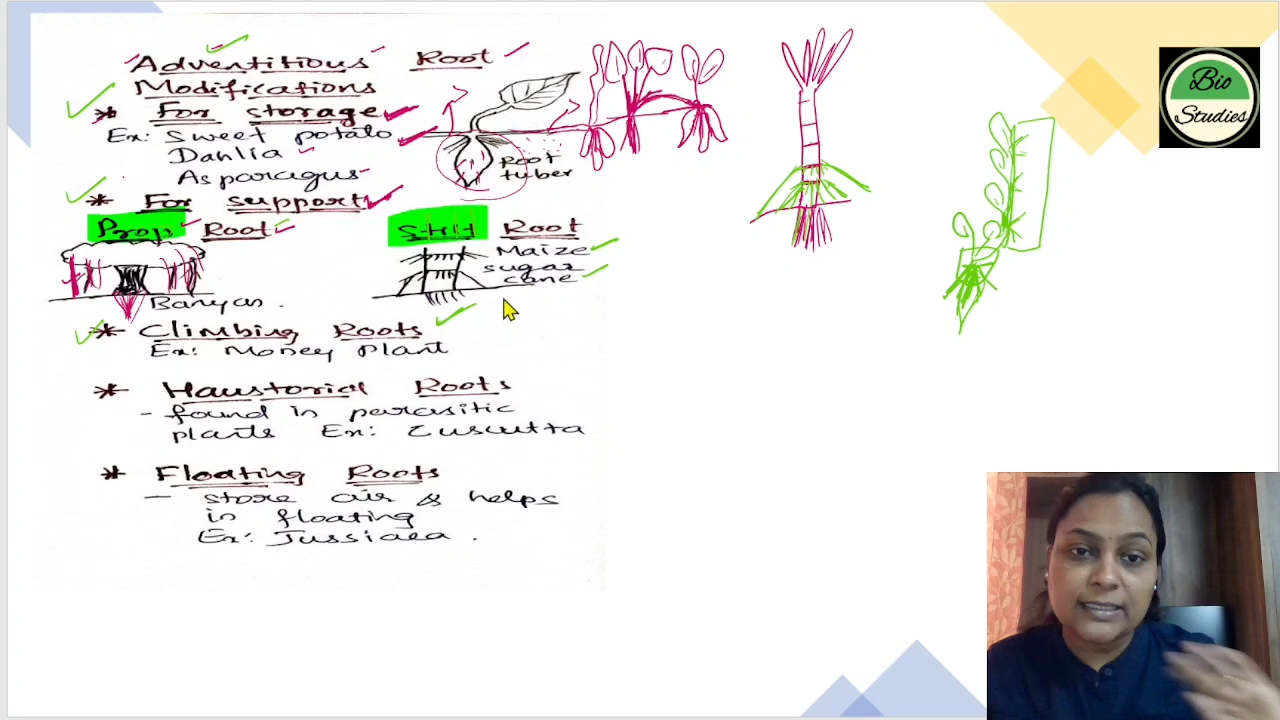 Adventitious Root
Modifications
* For storage
Ex: Sweet potato
Dahlia
Asparagus
Root
tuber
* For support
Prop Root
Stilt Root
Maize
sugar
cane
Banyan.
* Climbing Roots
Ex: Money Plant
* Haustorial Roots
- found in parasitic
plants Ex: Cuscutta
* Floating Roots
- store air & helps
in floating
Ex: Jussiaea.
Bio
Studies